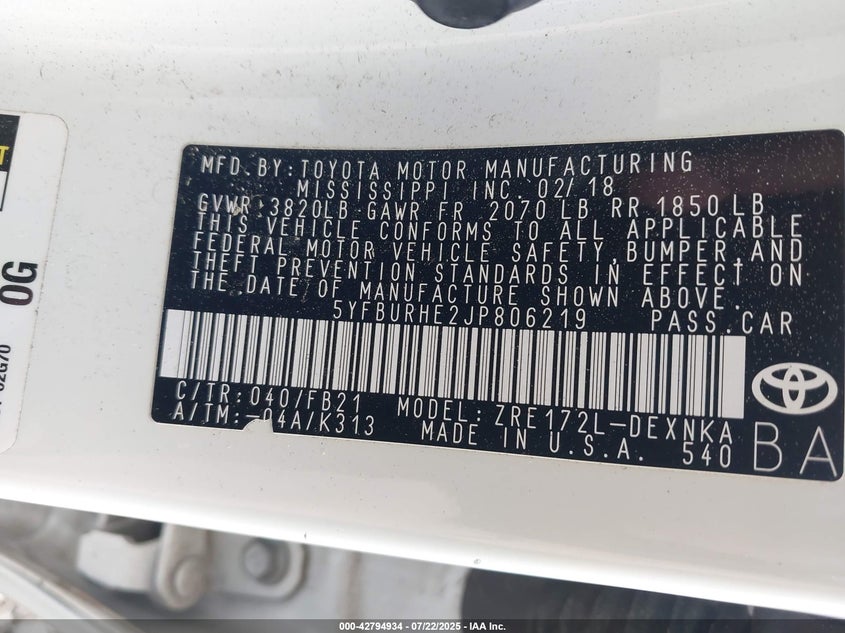 MFD.BY:TOYOTA MOTOR MANUFACTURING
MISSISSIPPI INC. 02/18
GVWR 3820LB GAWR FR 2070 LB RR 1850 LB
THIS VEHICLE CONFORMS TO ALL APPLICABLE
FEDERAL MOTOR VEHICLE SAFETY,BUMPER,AND
THEFT PREVENTION STANDARDS IN EFFECT ON
THE DATE OF MANUFACTURE SHOWN ABOVE.
5YFBURHE2JP806219 PASS.CAR
C/TR:040/FB21 MODEL: ZRE172L-DEXNKA
A/TM:-04A/K313 MADE IN U.S.A. 540
BA
0G
02G70
000-42794934 - 07/22/2025 - IAA Inc.